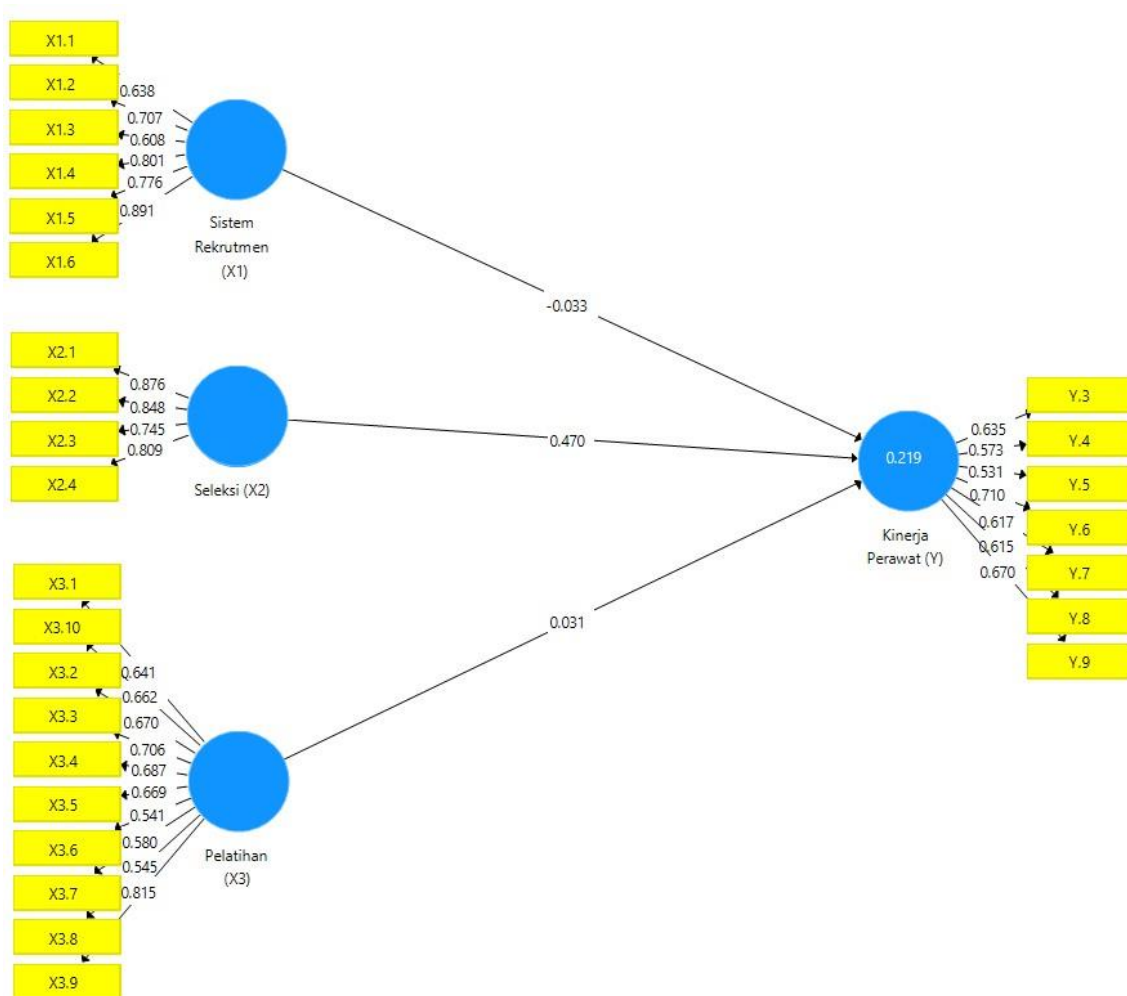 X1.1
X1.2
X1.3
X1.4
X1.5
X1.6
0.638
0.707
0.608
0.801
0.776
0.891
Sistem
Rekrutmen
(X1)
-0.033
X2.1
X2.2
X2.3
X2.4
0.876
0.848
0.745
0.809
Seleksi (X2)
0.470
X3.1
X3.10
X3.2
X3.3
X3.4
X3.5
X3.6
X3.7
X3.8
X3.9
0.641
0.662
0.670
0.706
0.687
0.669
0.541
0.580
0.545
0.815
Pelatihan
(X3)
0.031
0.219
Kinerja
Perawat (Y)
0.635
0.573
0.531
0.710
0.617
0.615
0.670
Y.3
Y.4
Y.5
Y.6
Y.7
Y.8
Y.9